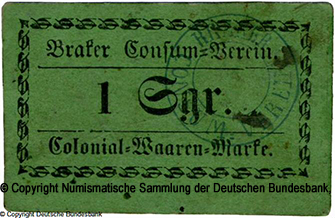 Braker Consum=Verein.
1 Sgr.
Colonial=Waaren=Marke.
© Copyright Numismatische Sammlung der Deutschen Bundesbank
© Copyright Deutsche Bundesbank